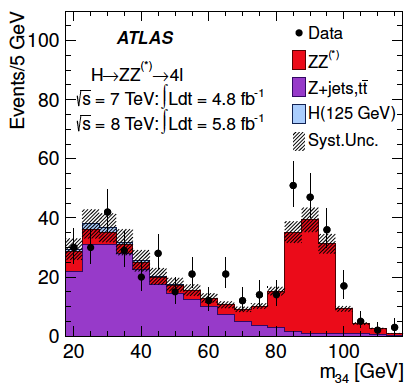 Events/5 GeV
100
80
60
40
20
0
ATLAS
H→ZZ(*)→4l
√s = 7 TeV: ∫Ldt = 4.8 fb⁻¹
√s = 8 TeV: ∫Ldt = 5.8 fb⁻¹
Data
ZZ(*)
Z+jets,tt̄
H(125 GeV)
Syst.Unc.
20 40 60 80 100
m₃₄ [GeV]